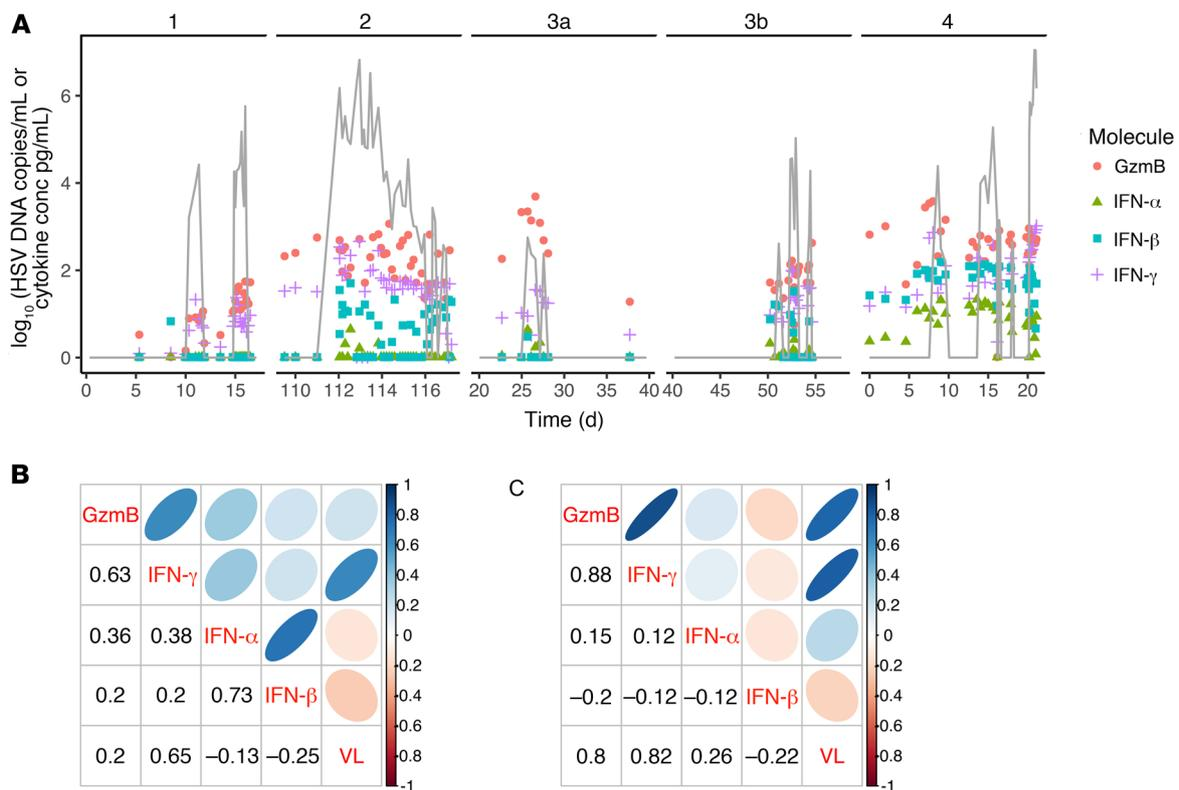 A
1 2 3a 3b 4
log10 (HSV DNA copies/mL or
cytokine conc pg/mL)
6
4
2
0
0 5 10 15 110 112 114 116 20 25 30 35 40 40 45 50 55 0 5 10 15 20
Time (d)
Molecule
GzmB
IFN-α
IFN-β
IFN-γ
B
GzmB
0.63 IFN-γ
0.36 0.38 IFN-α
0.2 0.2 0.73 IFN-β
0.2 0.65 –0.13 –0.25 VL
1
0.8
0.6
0.4
0.2
0
-0.2
-0.4
-0.6
-0.8
-1
C
GzmB
0.88 IFN-γ
0.15 0.12 IFN-α
–0.2 –0.12 –0.12 IFN-β
0.8 0.82 0.26 –0.22 VL
1
0.8
0.6
0.4
0.2
0
-0.2
-0.4
-0.6
-0.8
-1